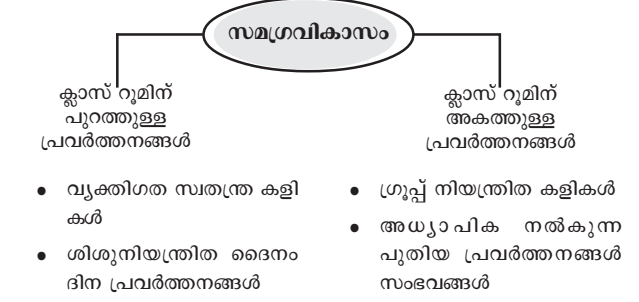 സമഗ്രവികാസം
ക്ലാസ് റൂമിന്
പുറത്തുള്ള
പ്രവർത്തനങ്ങൾ
• വ്യക്തിഗത സ്വതന്ത്ര കളി
കൾ
• ശിശുനിയന്ത്രിത ദൈനം
ദിന പ്രവർത്തനങ്ങൾ
ക്ലാസ് റൂമിന്
അകത്തുള്ള
പ്രവർത്തനങ്ങൾ
• ഗ്രൂപ്പ് നിയന്ത്രിത കളികൾ
• അധ്യാപിക നൽകുന്ന
പുതിയ പ്രവർത്തനങ്ങൾ
സംഭവങ്ങൾ